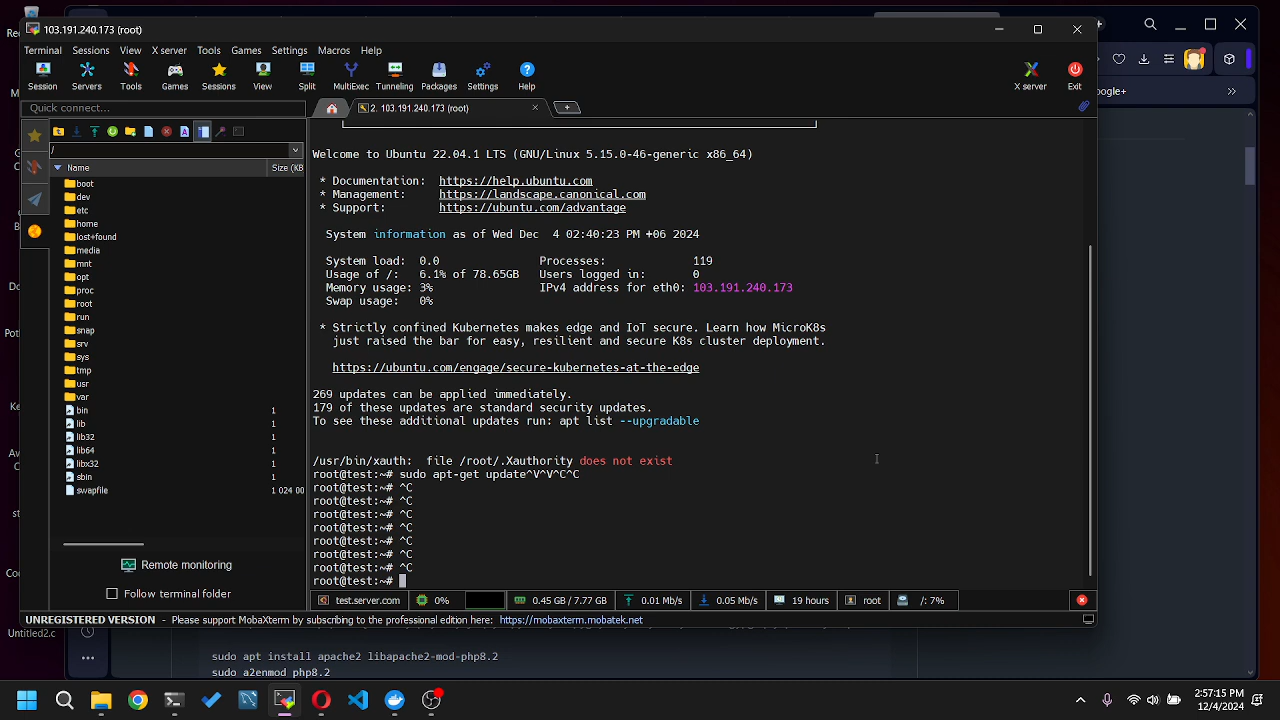 103.191.240.173 (root)
Terminal Sessions View X server Tools Games Settings Macros Help
Session Servers Tools Games Sessions View Split MultiExec Tunneling Packages Settings Help X server Exit
Quick connect...
2. 103.191.240.173 (root)
oogle+
/
Name Size (KB
boot
dev
etc
home
lost+found
media
mnt
opt
proc
root
run
snap
srv
sys
tmp
usr
var
bin 1
lib 1
lib32 1
lib64 1
libx32 1
sbin 1
swapfile 1 024 00
Remote monitoring
Follow terminal folder
Welcome to Ubuntu 22.04.1 LTS (GNU/Linux 5.15.0-46-generic x86_64)
* Documentation: https://help.ubuntu.com
* Management: https://landscape.canonical.com
* Support: https://ubuntu.com/advantage
System information as of Wed Dec 4 02:40:23 PM +06 2024
System load: 0.0 Processes: 119
Usage of /: 6.1% of 78.65GB Users logged in: 0
Memory usage: 3% IPv4 address for eth0: 103.191.240.173
Swap usage: 0%
* Strictly confined Kubernetes makes edge and IoT secure. Learn how MicroK8s
just raised the bar for easy, resilient and secure K8s cluster deployment.
https://ubuntu.com/engage/secure-kubernetes-at-the-edge
269 updates can be applied immediately.
179 of these updates are standard security updates.
To see these additional updates run: apt list --upgradable
/usr/bin/xauth: file /root/.Xauthority does not exist
root@test:~# sudo apt-get update^V^V^C^C
root@test:~# ^C
root@test:~# ^C
root@test:~# ^C
root@test:~# ^C
root@test:~# ^C
root@test:~# ^C
root@test:~# ^C
root@test:~#
test.server.com 0% 0.45 GB / 7.77 GB 0.01 Mb/s 0.05 Mb/s 19 hours root /: 7%
UNREGISTERED VERSION - Please support MobaXterm by subscribing to the professional edition here: https://mobaxterm.mobatek.net
Untitled2.c
sudo apt install apache2 libapache2-mod-php8.2
sudo a2enmod php8.2
2:57:15 PM
12/4/2024